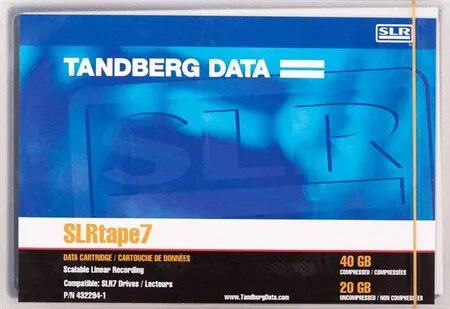 SLR
TANDBERG DATA
SLR
SLRtape7
DATA CARTRIDGE / CARTOUCHE DE DONNÉES
Scalable Linear Recording
Compatible: SLR7 Drives / Lecteurs
P/N 432294-1
www.TandbergData.com
40 GB
COMPRESSED / COMPRESSÉES
20 GB
UNCOMPRESSED / NON COMPRESSÉES